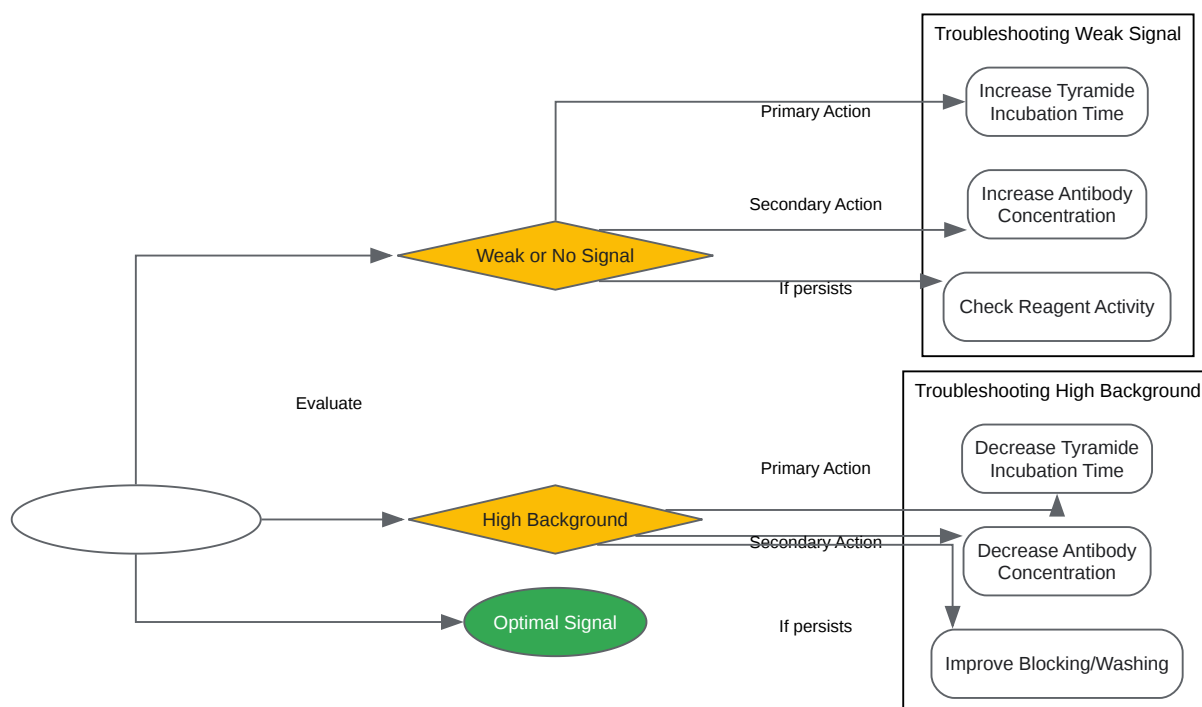 Troubleshooting Weak Signal
Increase Tyramide
Incubation Time
Primary Action
Increase Antibody
Concentration
Secondary Action
Weak or No Signal
If persists
Check Reagent Activity
Evaluate
Troubleshooting High Background
Decrease Tyramide
Incubation Time
Primary Action
High Background
Secondary Action
Decrease Antibody
Concentration
Optimal Signal
If persists
Improve Blocking/Washing